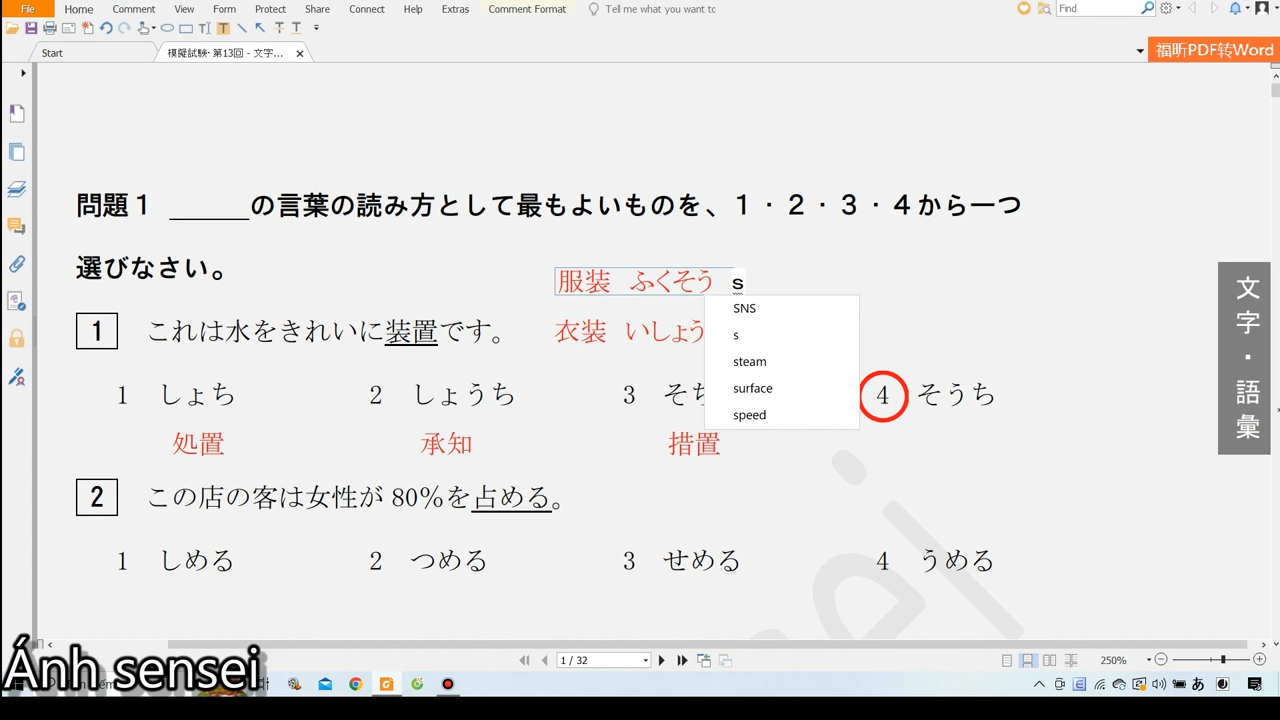 File Home Comment View Form Protect Share Connect Help Extras Comment Format Tell me what you want to Find
Start 模擬試験・第13回 - 文字... 福昕PDF转Word
問題1 ______の言葉の読み方として最もよいものを、1・2・3・4から一つ
選びなさい。
服装 ふくそう s
SNS
s
steam
surface
speed
1 これは水をきれいに装置です。
衣装 いしょう
1 しょち 2 しょうち 3 そち 4 そうち
処置 承知 措置
2 この店の客は女性が80%を占める。
1 しめる 2 つめる 3 せめる 4 うめる
文字・語彙
1 / 32 250%
Ánh sensei
あ